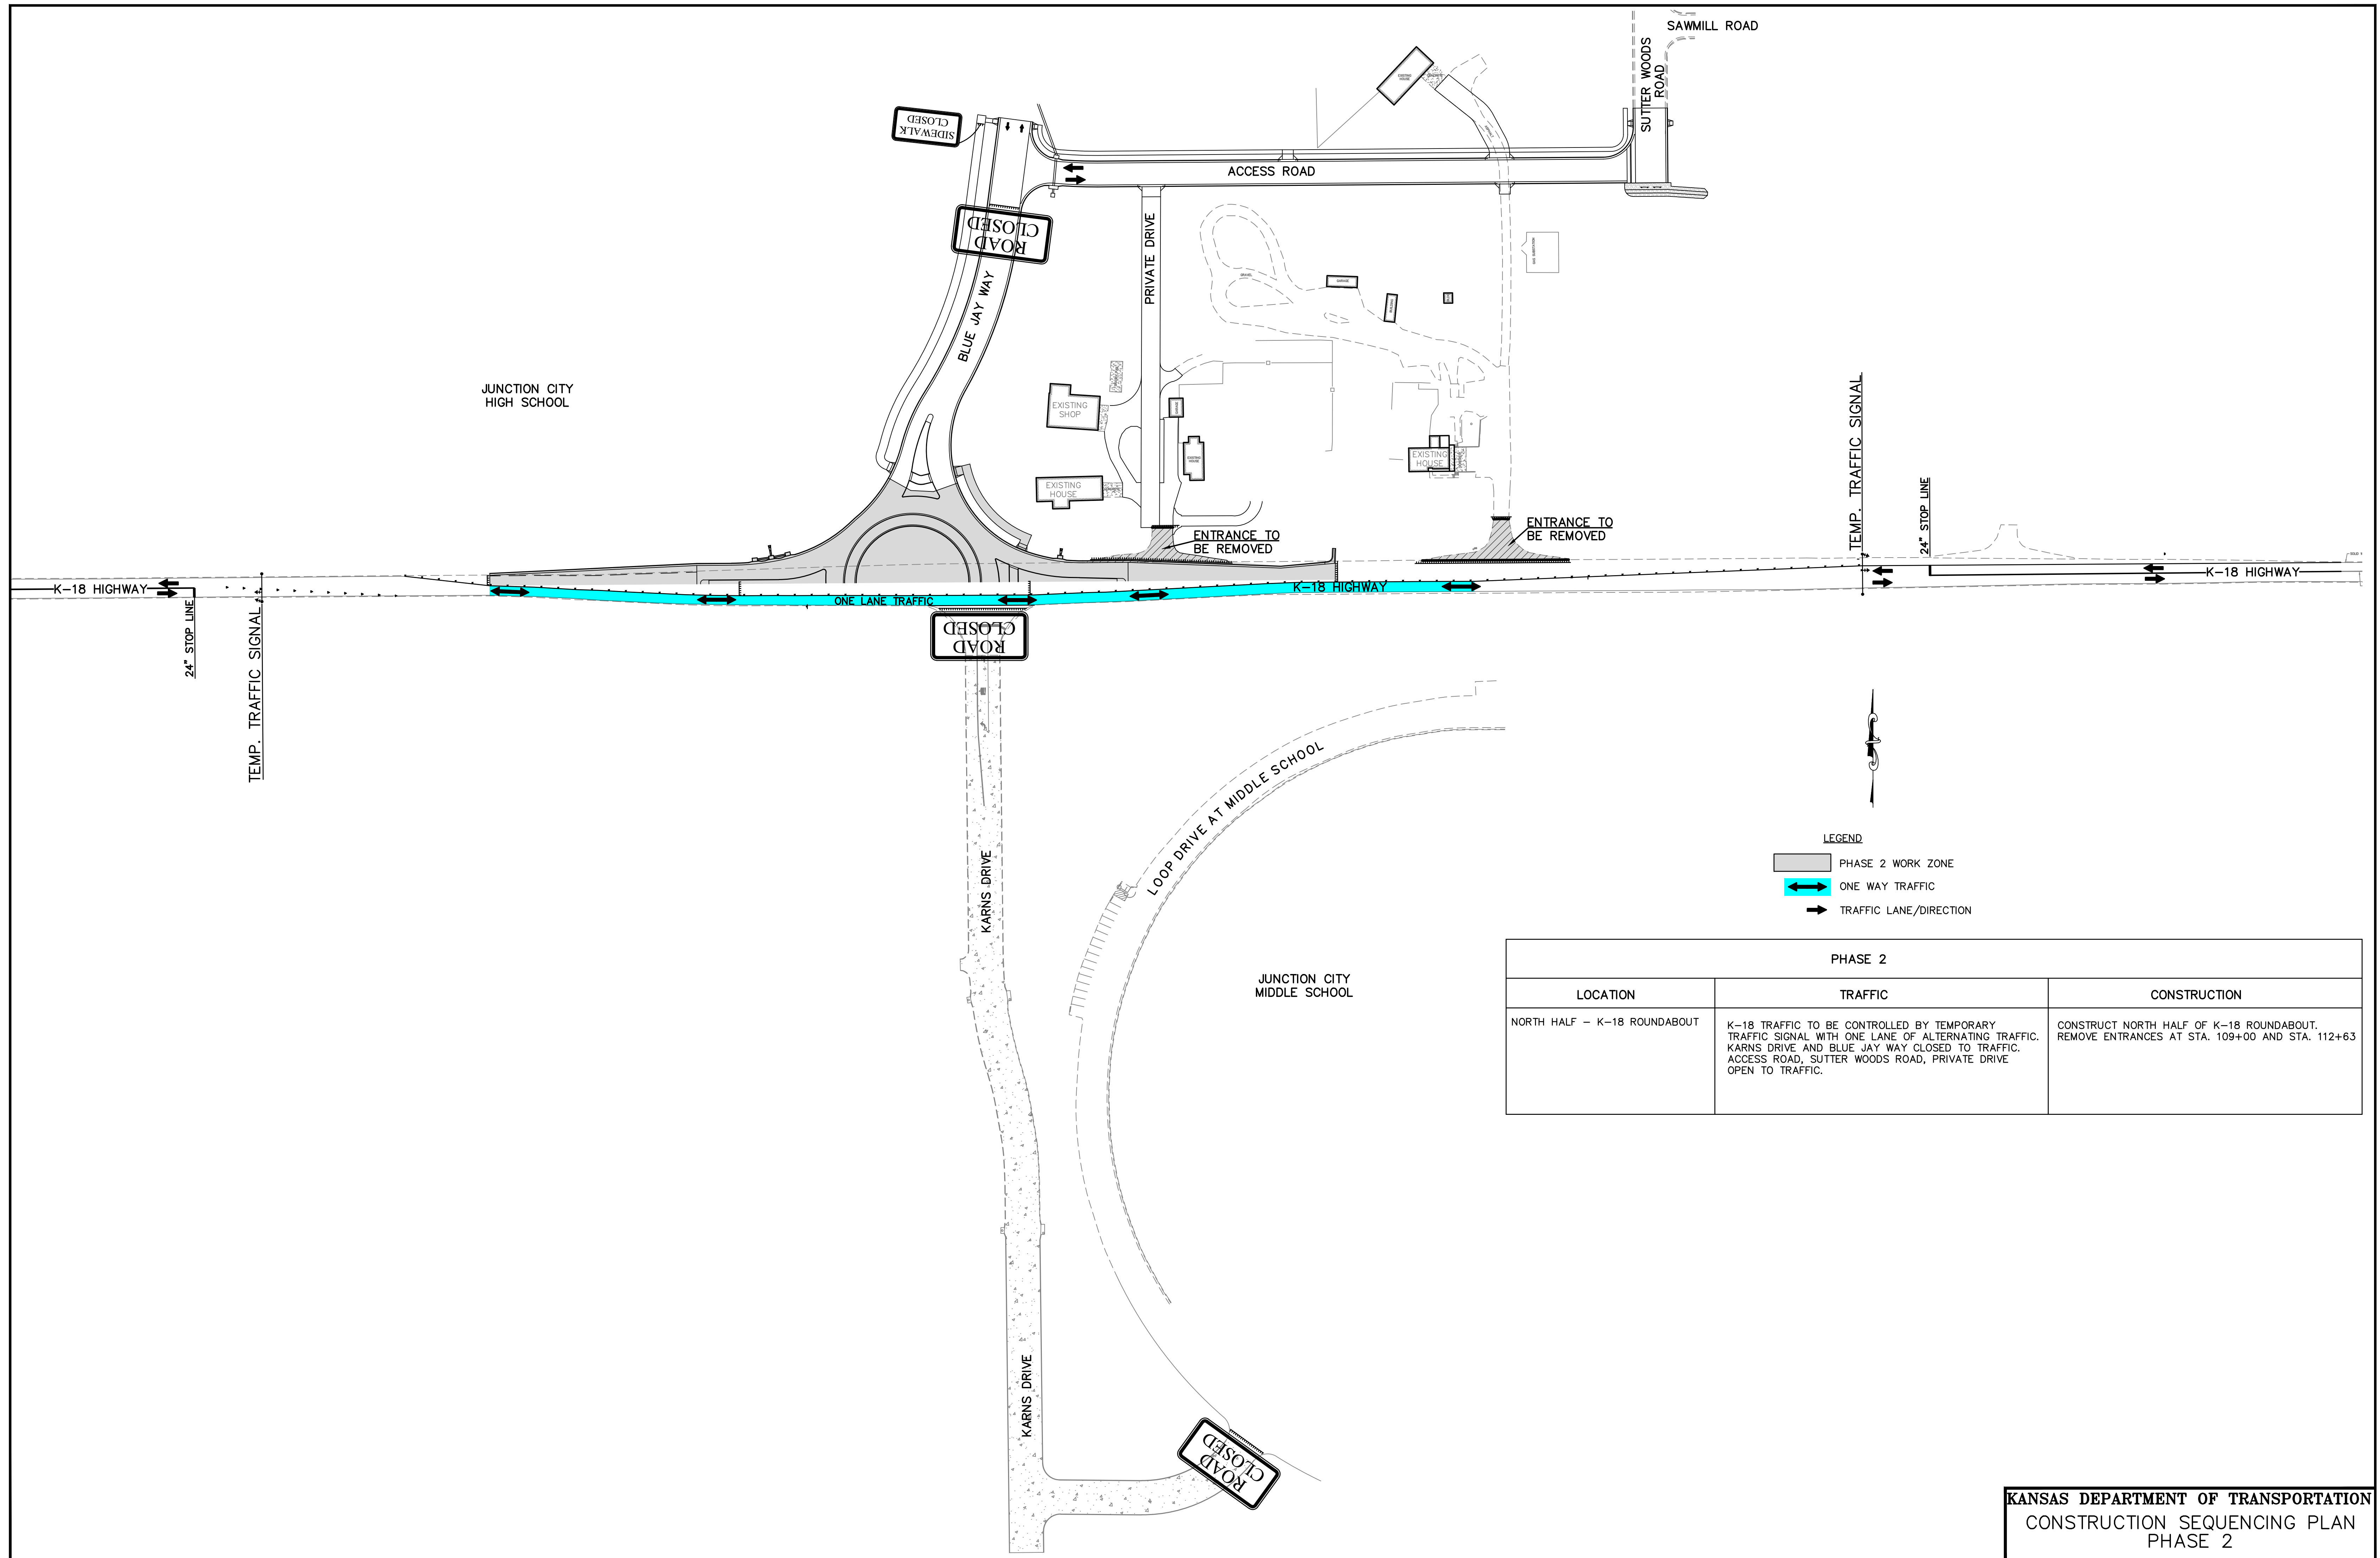 SAWMILL ROAD
SUTTER WOODS
ROAD
EXISTING
HOUSE
SIDEWALK
CLOSED
ACCESS ROAD
ROAD
CLOSED
PRIVATE DRIVE
BLUE JAY WAY
GRAVEL
GARAGE
JUNCTION CITY
HIGH SCHOOL
EXISTING
SHOP
EXISTING
HOUSE
EXISTING
HOUSE
EXISTING
HOUSE
TEMP. TRAFFIC SIGNAL
24" STOP LINE
ENTRANCE TO
BE REMOVED
ENTRANCE TO
BE REMOVED
K-18 HIGHWAY
24" STOP LINE
TEMP. TRAFFIC SIGNAL
ONE LANE TRAFFIC
K-18 HIGHWAY
K-18 HIGHWAY
ROAD
CLOSED
LOOP DRIVE AT MIDDLE SCHOOL
KARNS DRIVE
JUNCTION CITY
MIDDLE SCHOOL
KARNS DRIVE
ROAD
CLOSED
LEGEND
PHASE 2 WORK ZONE
ONE WAY TRAFFIC
TRAFFIC LANE/DIRECTION
PHASE 2
LOCATION
TRAFFIC
CONSTRUCTION
NORTH HALF - K-18 ROUNDABOUT
K-18 TRAFFIC TO BE CONTROLLED BY TEMPORARY
TRAFFIC SIGNAL WITH ONE LANE OF ALTERNATING TRAFFIC.
KARNS DRIVE AND BLUE JAY WAY CLOSED TO TRAFFIC.
ACCESS ROAD, SUTTER WOODS ROAD, PRIVATE DRIVE
OPEN TO TRAFFIC.
CONSTRUCT NORTH HALF OF K-18 ROUNDABOUT.
REMOVE ENTRANCES AT STA. 109+00 AND STA. 112+63
KANSAS DEPARTMENT OF TRANSPORTATION
CONSTRUCTION SEQUENCING PLAN
PHASE 2